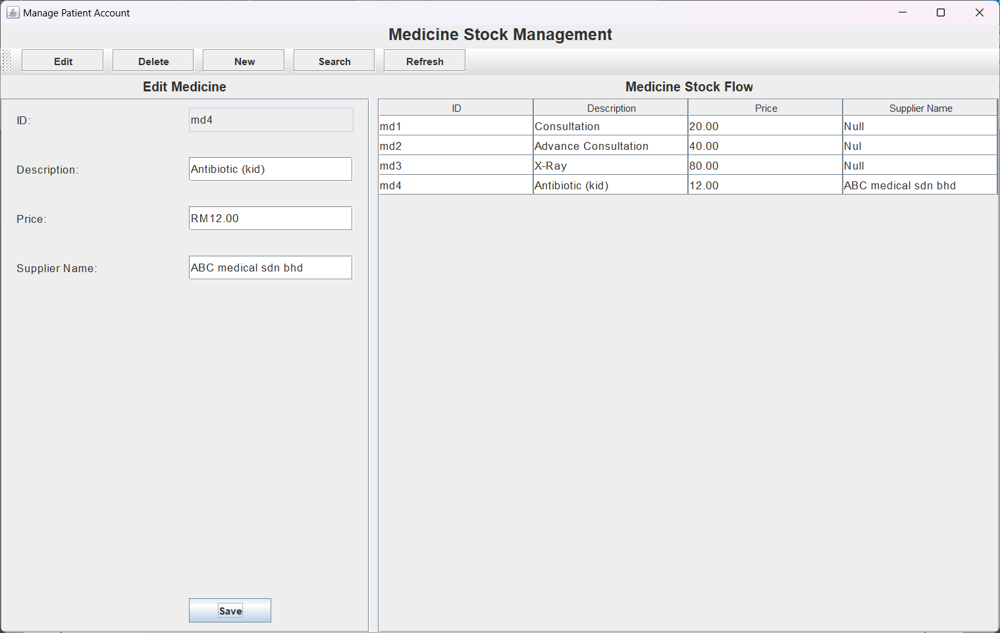 Manage Patient Account
Medicine Stock Management
Edit Delete New Search Refresh
Edit Medicine
ID: md4
Description: Antibiotic (kid)
Price: RM12.00
Supplier Name: ABC medical sdn bhd
Save
Medicine Stock Flow
ID Description Price Supplier Name
md1 Consultation 20.00 Null
md2 Advance Consultation 40.00 Nul
md3 X-Ray 80.00 Null
md4 Antibiotic (kid) 12.00 ABC medical sdn bhd